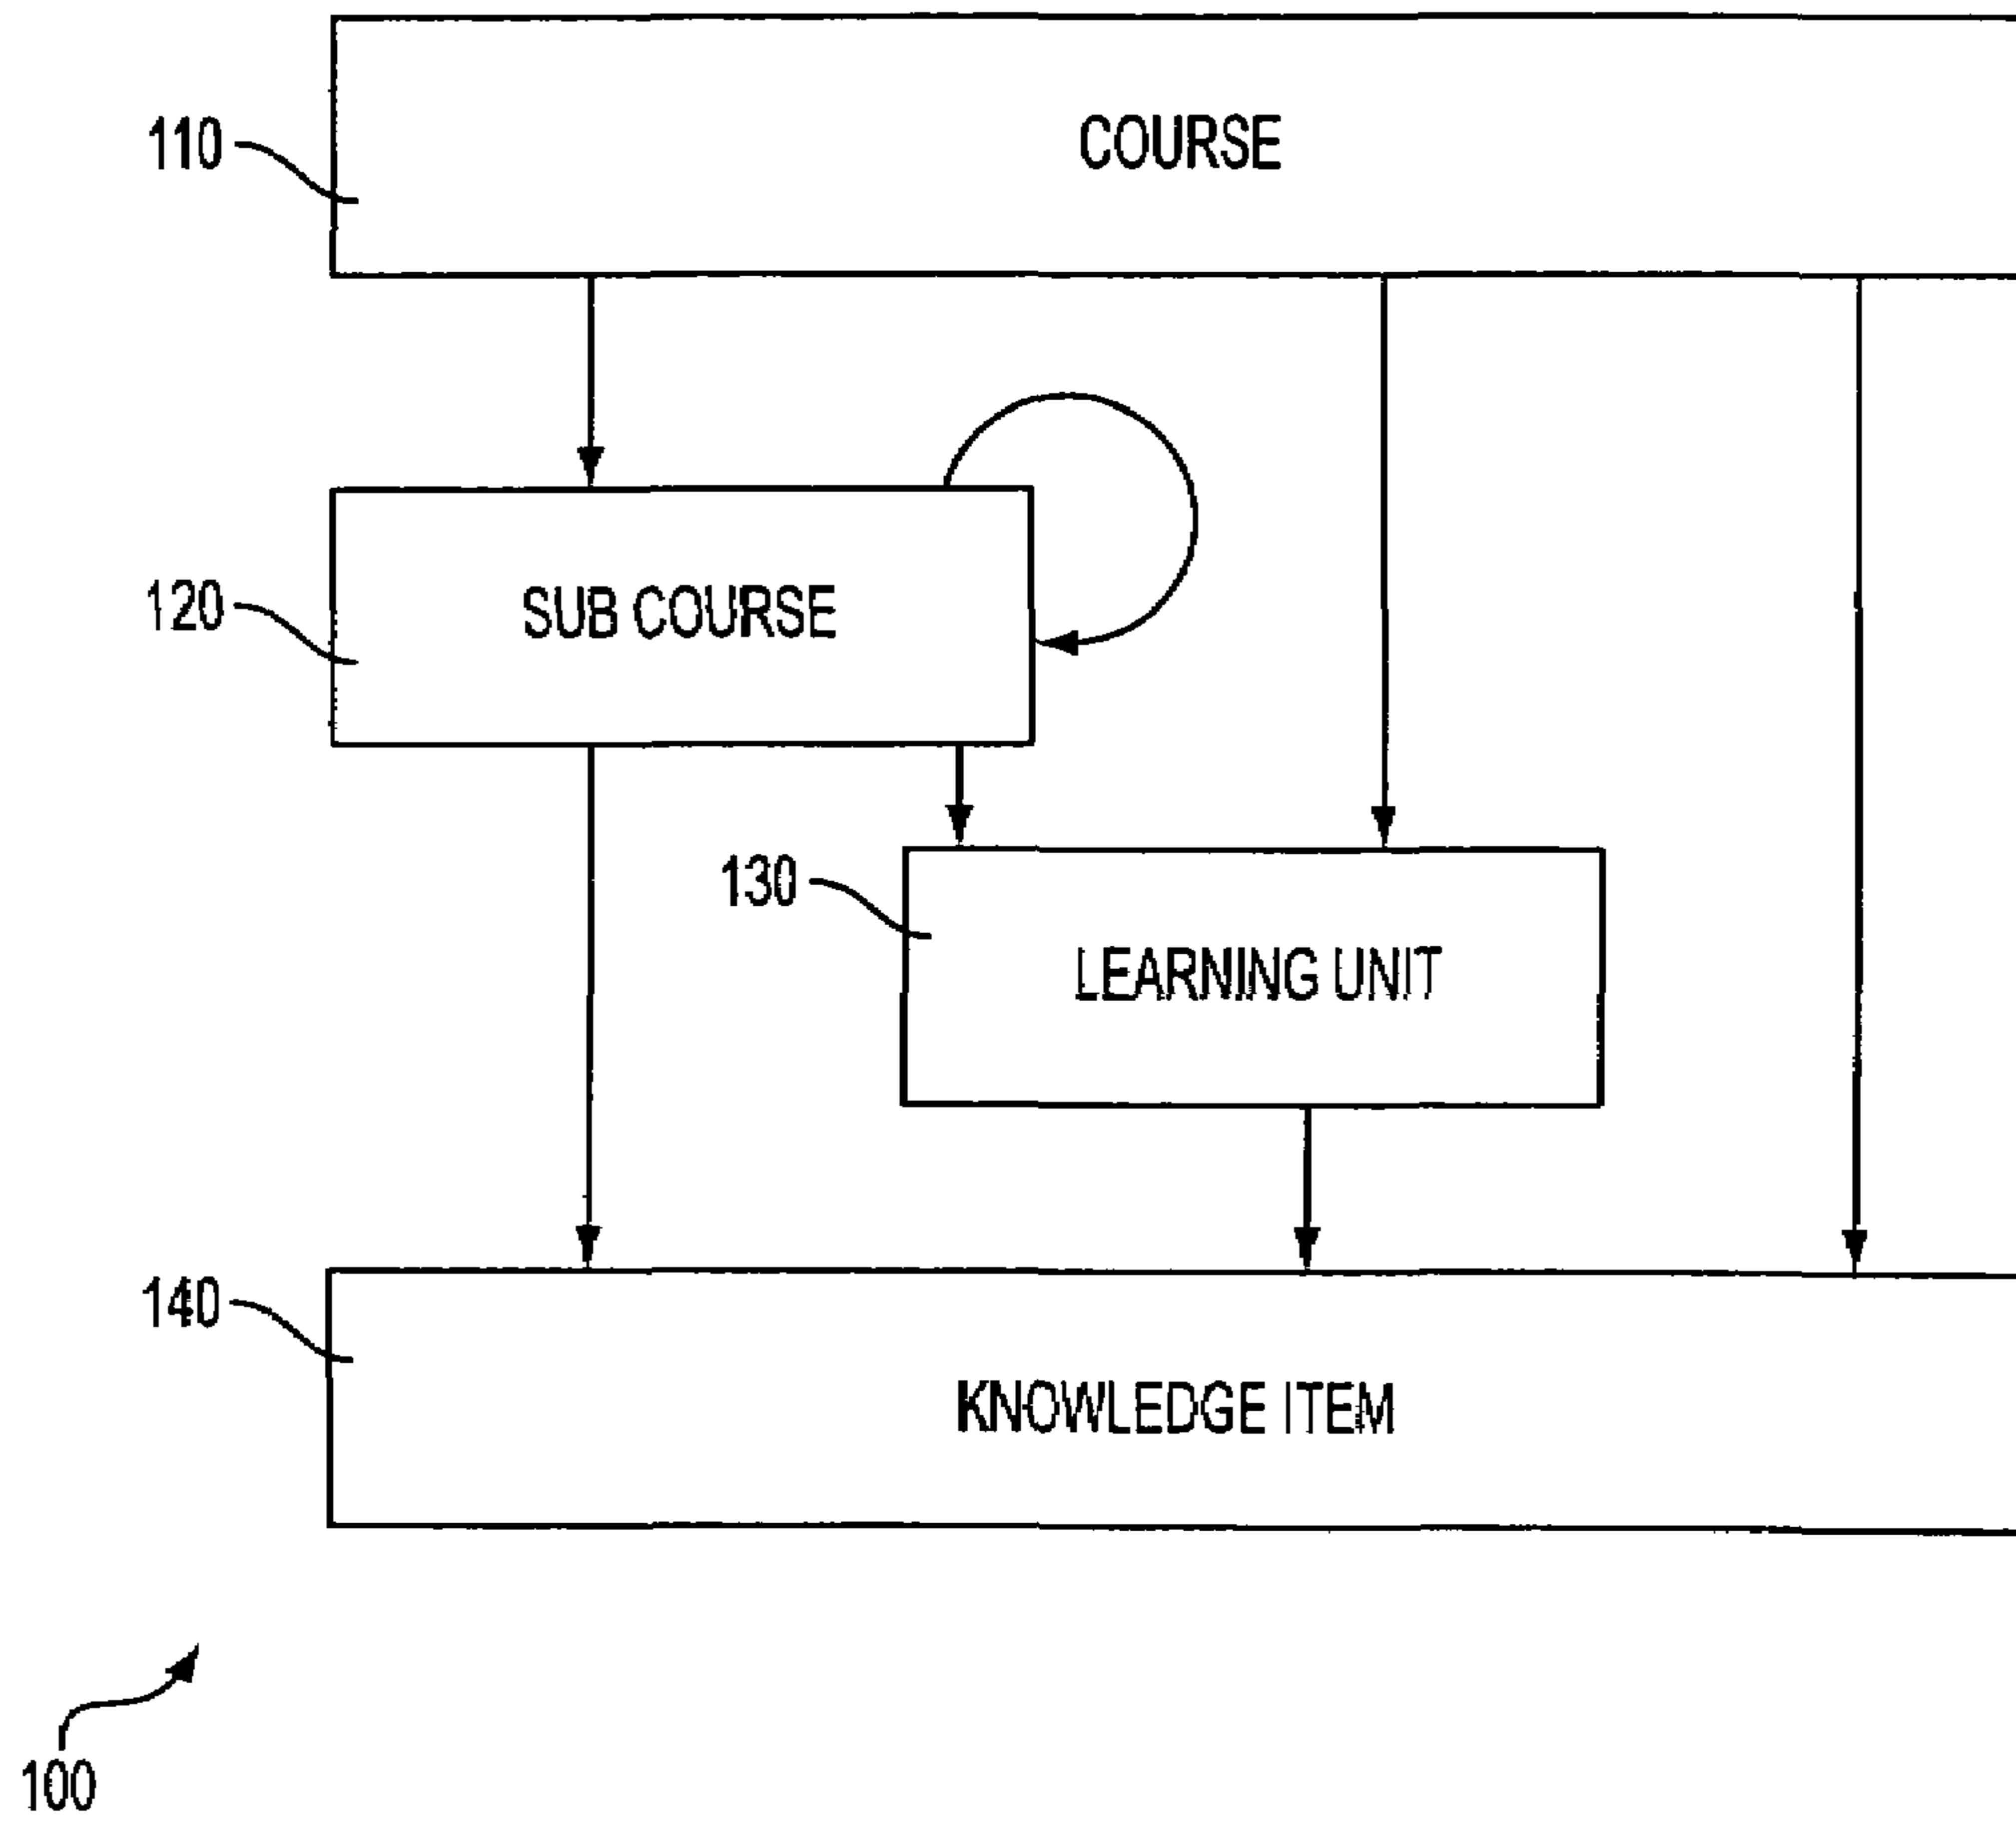 110
COURSE
120
SUB COURSE
130
LEARNING UNIT
140
KNOWLEDGE ITEM
100